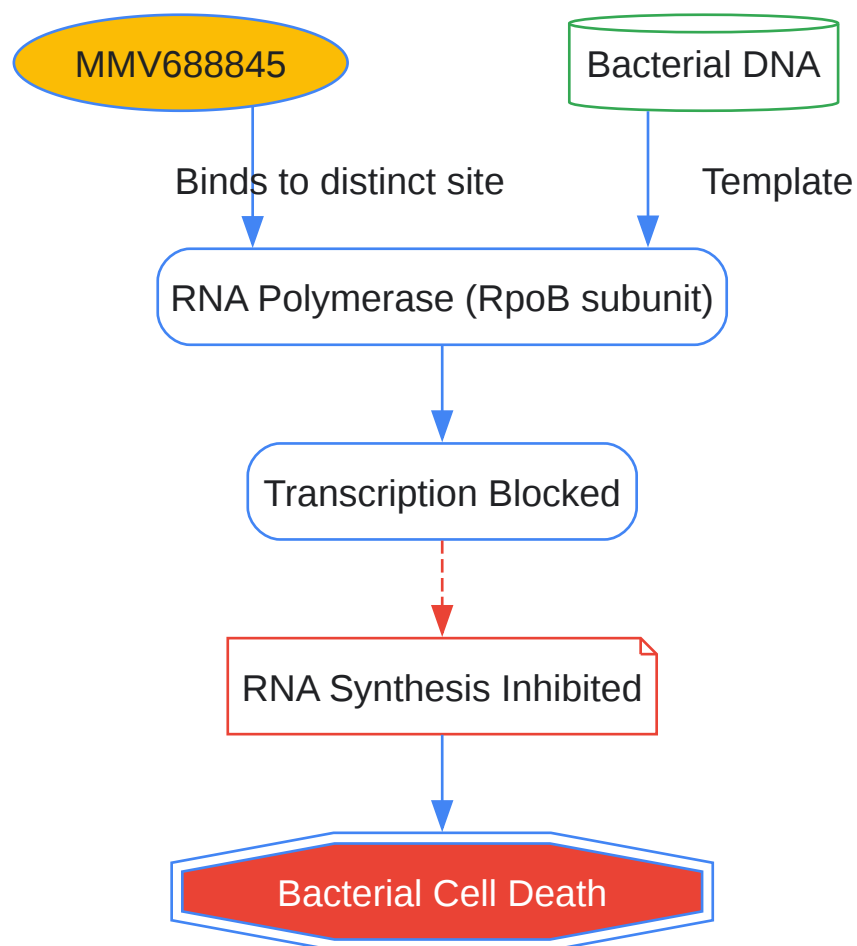 MMV688845
Bacterial DNA
Binds to distinct site
Template
RNA Polymerase (RpoB subunit)
Transcription Blocked
RNA Synthesis Inhibited
Bacterial Cell Death